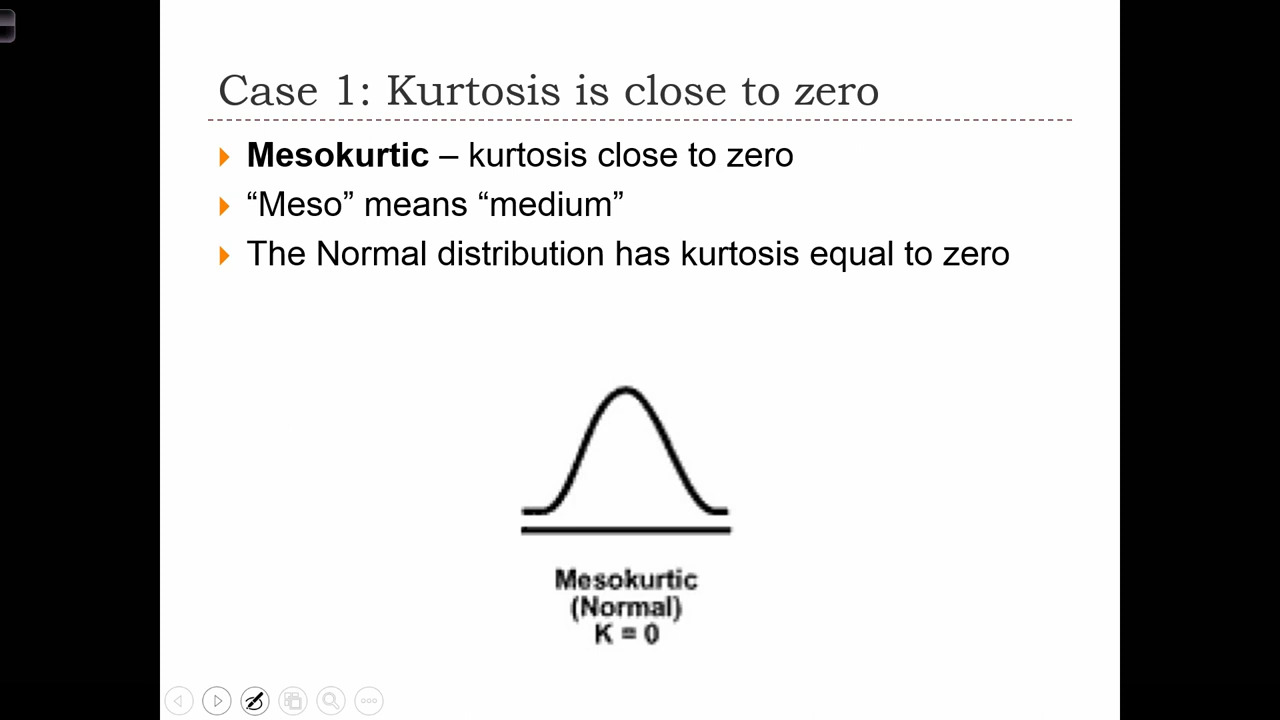 Case 1: Kurtosis is close to zero
Mesokurtic – kurtosis close to zero
“Meso” means “medium”
The Normal distribution has kurtosis equal to zero
Mesokurtic
(Normal)
K = 0